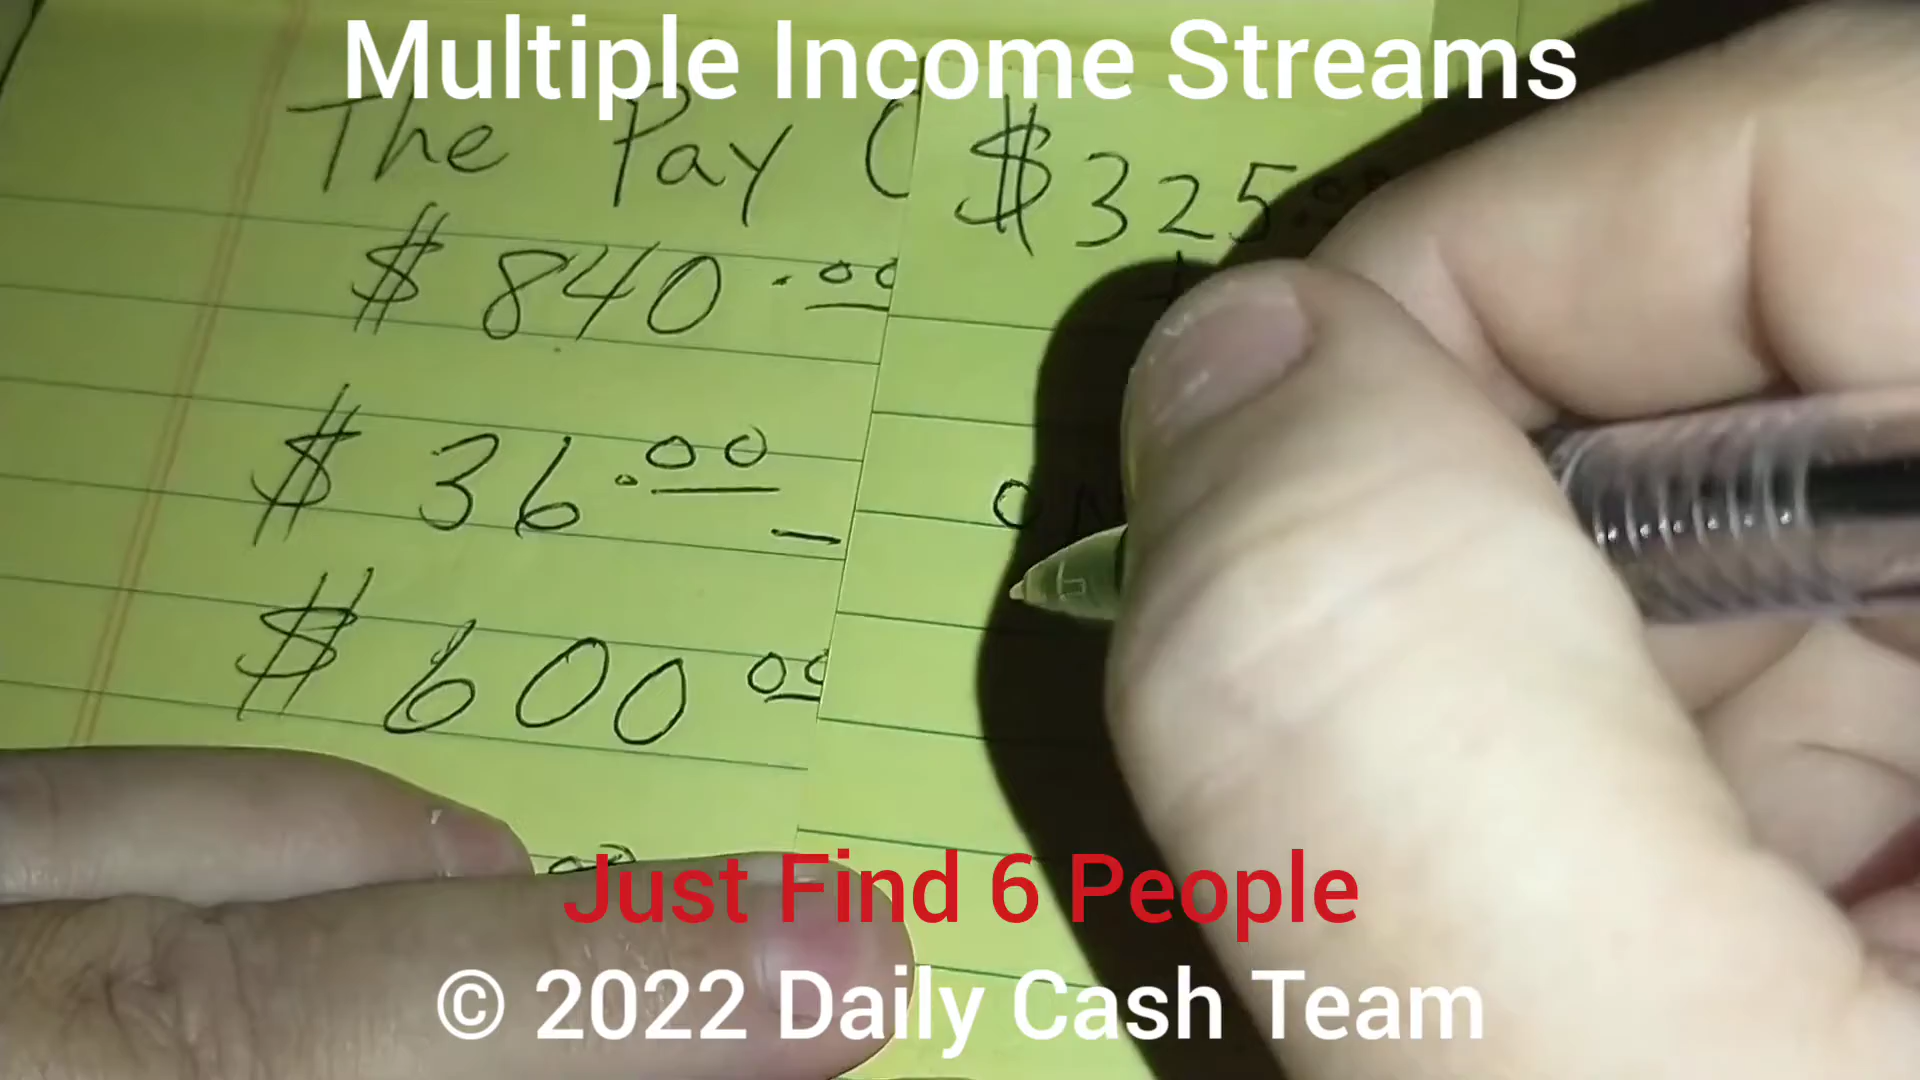 Multiple Income Streams
The Pay
$325.00
$840.00
$36.00
$600 00
Just Find 6 People
© 2022 Daily Cash Team